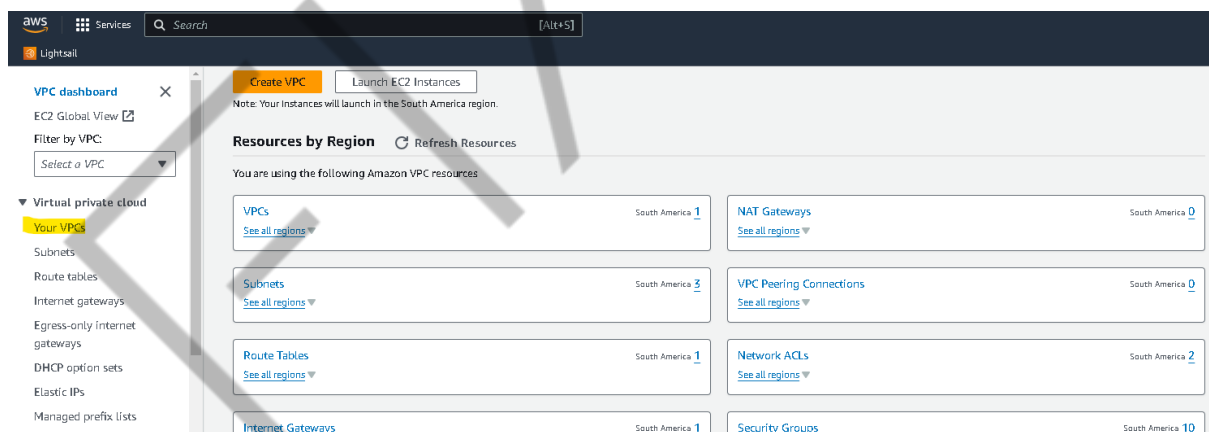 aws Services Search [Alt+S]
Lightsail
VPC dashboard
EC2 Global View
Filter by VPC:
Select a VPC
Virtual private cloud
Your VPCs
Subnets
Route tables
Internet gateways
Egress-only internet
gateways
DHCP option sets
Elastic IPs
Managed prefix lists
Create VPC Launch EC2 Instances
Note: Your Instances will launch in the South America region.
Resources by Region Refresh Resources
You are using the following Amazon VPC resources
VPCs South America 1
See all regions
NAT Gateways South America 0
See all regions
Subnets South America 3
See all regions
VPC Peering Connections South America 0
See all regions
Route Tables South America 1
See all regions
Network ACLs South America 2
See all regions
Internet Gateways South America 1
Security Groups South America 10